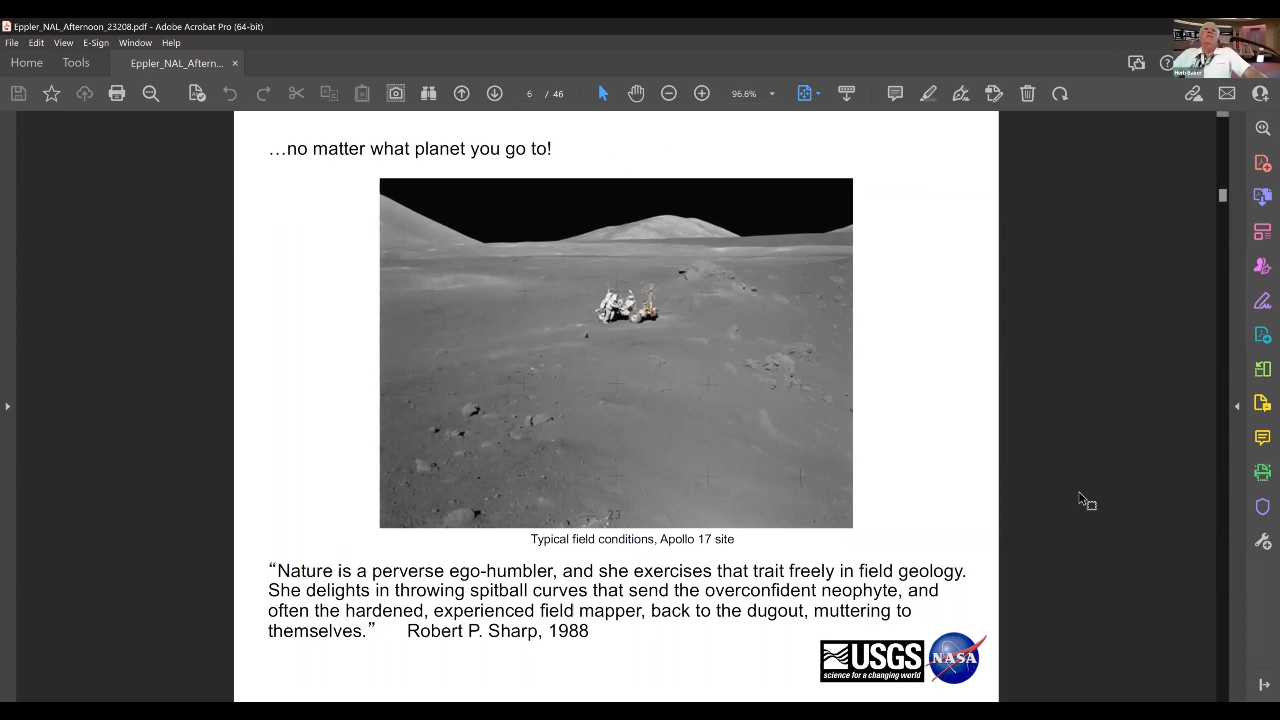 Eppler_NAL_Afternoon_23208.pdf - Adobe Acrobat Pro (64-bit)
File Edit View E-Sign Window Help
Home Tools Eppler_NAL_Aftern... ×
6 / 46 96.6%
Herb Baker
…no matter what planet you go to!
23
Typical field conditions, Apollo 17 site
“Nature is a perverse ego-humbler, and she exercises that trait freely in field geology.
She delights in throwing spitball curves that send the overconfident neophyte, and
often the hardened, experienced field mapper, back to the dugout, muttering to
themselves.” Robert P. Sharp, 1988
USGS
science for a changing world
NASA